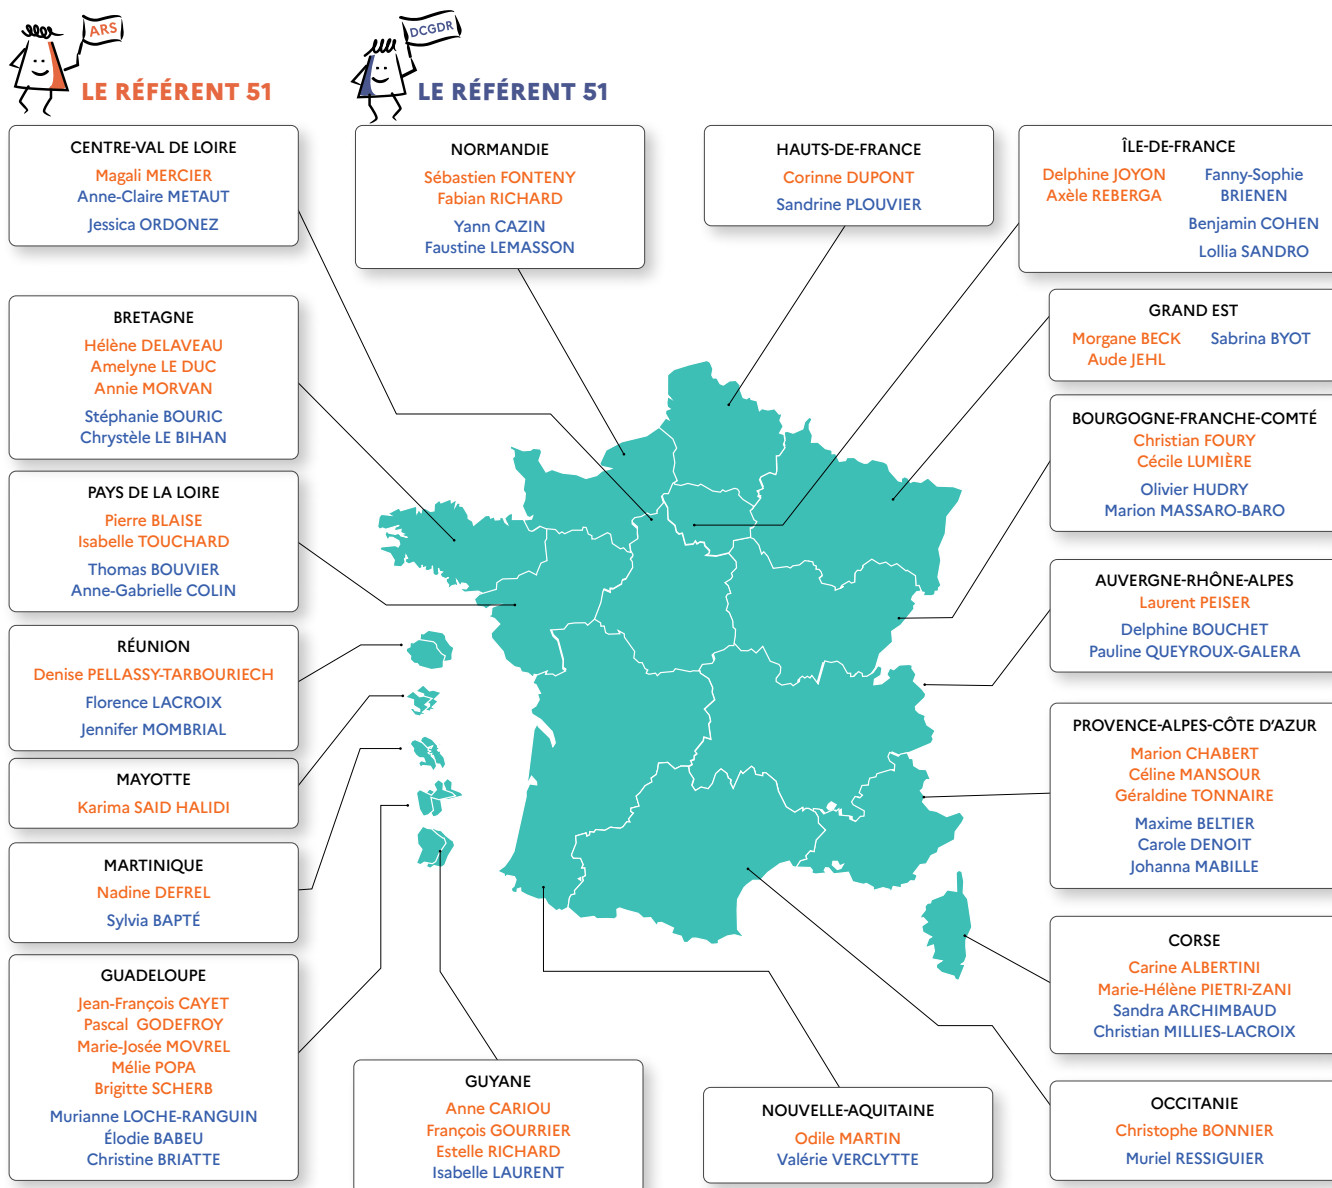 ARS
LE RÉFÉRENT 51
DCGDR
LE RÉFÉRENT 51
CENTRE-VAL DE LOIRE
Magali MERCIER
Anne-Claire METAUT
Jessica ORDONEZ
NORMANDIE
Sébastien FONTENY
Fabian RICHARD
Yann CAZIN
Faustine LEMASSON
HAUTS-DE-FRANCE
Corinne DUPONT
Sandrine PLOUVIER
ÎLE-DE-FRANCE
Delphine JOYON
Axèle REBERGA
Fanny-Sophie
BRIENEN
Benjamin COHEN
Lollia SANDRO
BRETAGNE
Hélène DELAVEAU
Amelyne LE DUC
Annie MORVAN
Stéphanie BOURIC
Chrystèle LE BIHAN
GRAND EST
Morgane BECK
Aude JEHL
Sabrina BYOT
BOURGOGNE-FRANCHE-COMTÉ
Christian FOURY
Cécile LUMIÈRE
Olivier HUDRY
Marion MASSARO-BARO
PAYS DE LA LOIRE
Pierre BLAISE
Isabelle TOUCHARD
Thomas BOUVIER
Anne-Gabrielle COLIN
AUVERGNE-RHÔNE-ALPES
Laurent PEISER
Delphine BOUCHET
Pauline QUEYROUX-GALERA
RÉUNION
Denise PELLASSY-TARBOURIECH
Florence LACROIX
Jennifer MOMBRIAL
PROVENCE-ALPES-CÔTE D'AZUR
Marion CHABERT
Céline MANSOUR
Géraldine TONNAIRE
Maxime BELTIER
Carole DENOIT
Johanna MABILLE
MAYOTTE
Karima SAID HALIDI
MARTINIQUE
Nadine DEFREL
Sylvia BAPTÉ
CORSE
Carine ALBERTINI
Marie-Hélène PIETRI-ZANI
Sandra ARCHIMBAUD
Christian MILLIES-LACROIX
GUADELOUPE
Jean-François CAYET
Pascal GODEFROY
Marie-Josée MOVREL
Mélie POPA
Brigitte SCHERB
Murianne LOCHE-RANGUIN
Élodie BABEU
Christine BRIATTE
GUYANE
Anne CARIOU
François GOURRIER
Estelle RICHARD
Isabelle LAURENT
NOUVELLE-AQUITAINE
Odile MARTIN
Valérie VERCLYTTE
OCCITANIE
Christophe BONNIER
Muriel RESSIGUIER